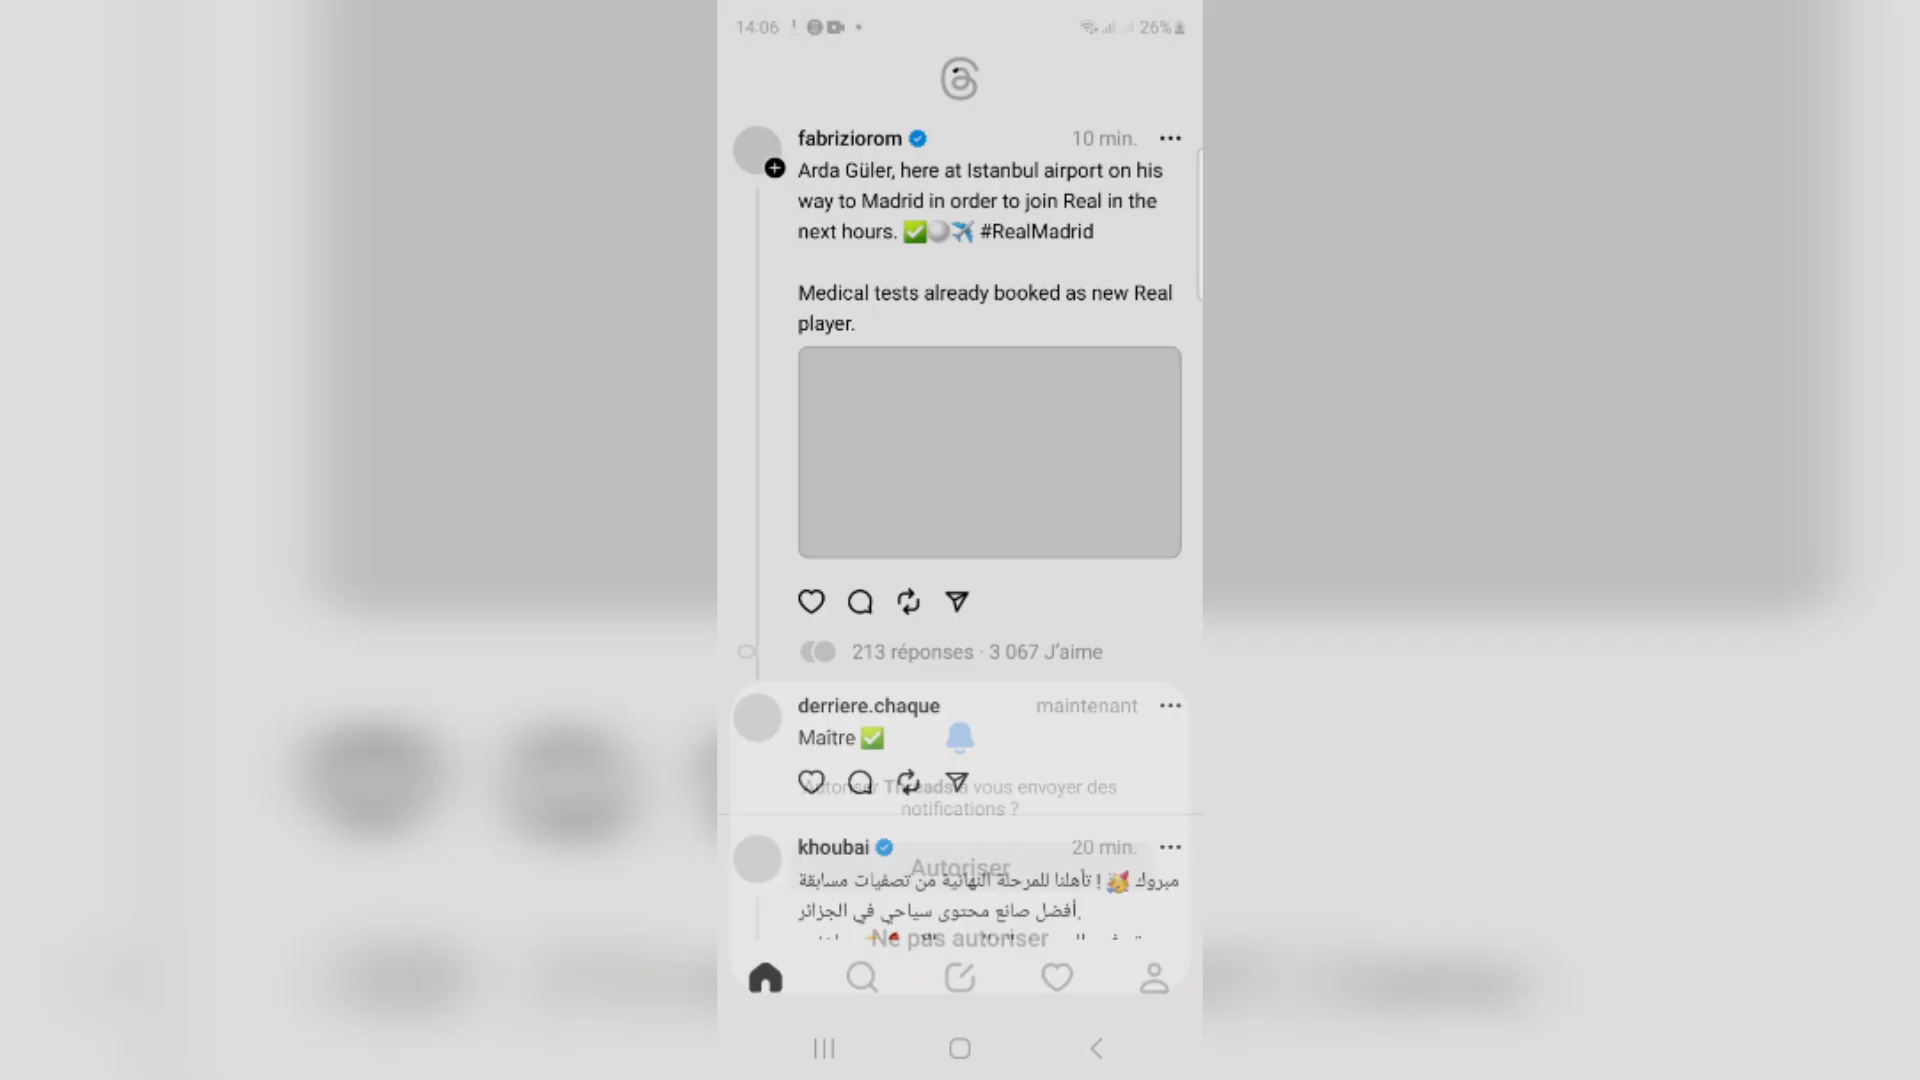 14:06
26%
fabriziorom
10 min.
Arda Güler, here at Istanbul airport on his
way to Madrid in order to join Real in the
next hours. ✅⚪✈️ #RealMadrid
Medical tests already booked as new Real
player.
213 réponses · 3 067 J'aime
derriere.chaque
maintenant
Maître ✅
Autoriser Threads à vous envoyer des
notifications ?
khoubai
20 min.
Autoriser
مبروك 🥳 ! تأهلنا للمرحلة النهائية من تصفيات مسابقة
أفضل صانع محتوى سياحي في الجزائر,
Ne pas autoriser